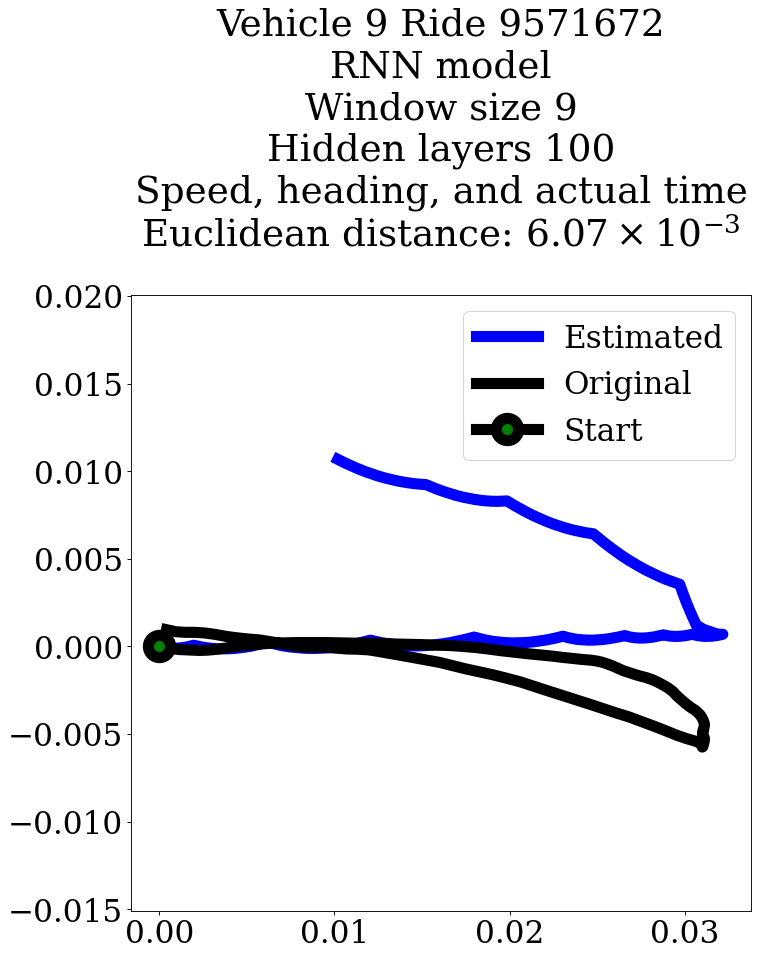 Vehicle 9 Ride 9571672
RNN model
Window size 9
Hidden layers 100
Speed, heading, and actual time
Euclidean distance: 6.07 × 10⁻³
Estimated
Original
Start
0.020
0.015
0.010
0.005
0.000
−0.005
−0.010
−0.015
0.00 0.01 0.02 0.03